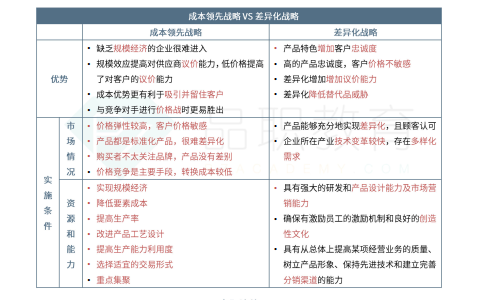 成本领先战略 VS 差异化战略
成本领先战略
差异化战略
优势
• 缺乏规模经济的企业很难进入
• 规模效应提高对供应商议价能力，低价格提高
了对客户的议价能力
• 成本优势更有利于吸引并留住客户
• 与竞争对手进行价格战时更易胜出
• 产品特色增加客户忠诚度
• 高的产品忠诚度，客户价格不敏感
• 差异化增加增加议价能力
• 差异化降低替代品威胁
实施条件
市场情况
• 价格弹性较高，客户价格敏感
• 产品都是标准化产品，很难差异化
• 购买者不太关注品牌，产品没有差别
• 价格竞争是主要手段，转换成本较低
• 产品能够充分地实现差异化，且顾客认可
• 企业所在产业技术变革较快，存在多样化
需求
资源和能力
• 实现规模经济
• 降低要素成本
• 提高生产率
• 改进产品工艺设计
• 提高生产能力利用度
• 选择适宜的交易形式
• 重点集聚
• 具有强大的研发和产品设计能力及市场营
销能力
• 确保有激励员工的激励机制和良好的创造
性文化
• 具有从总体上提高某项经营业务的质量、
树立产品形象、保持先进技术和建立完善
分销渠道的能力
品职教育